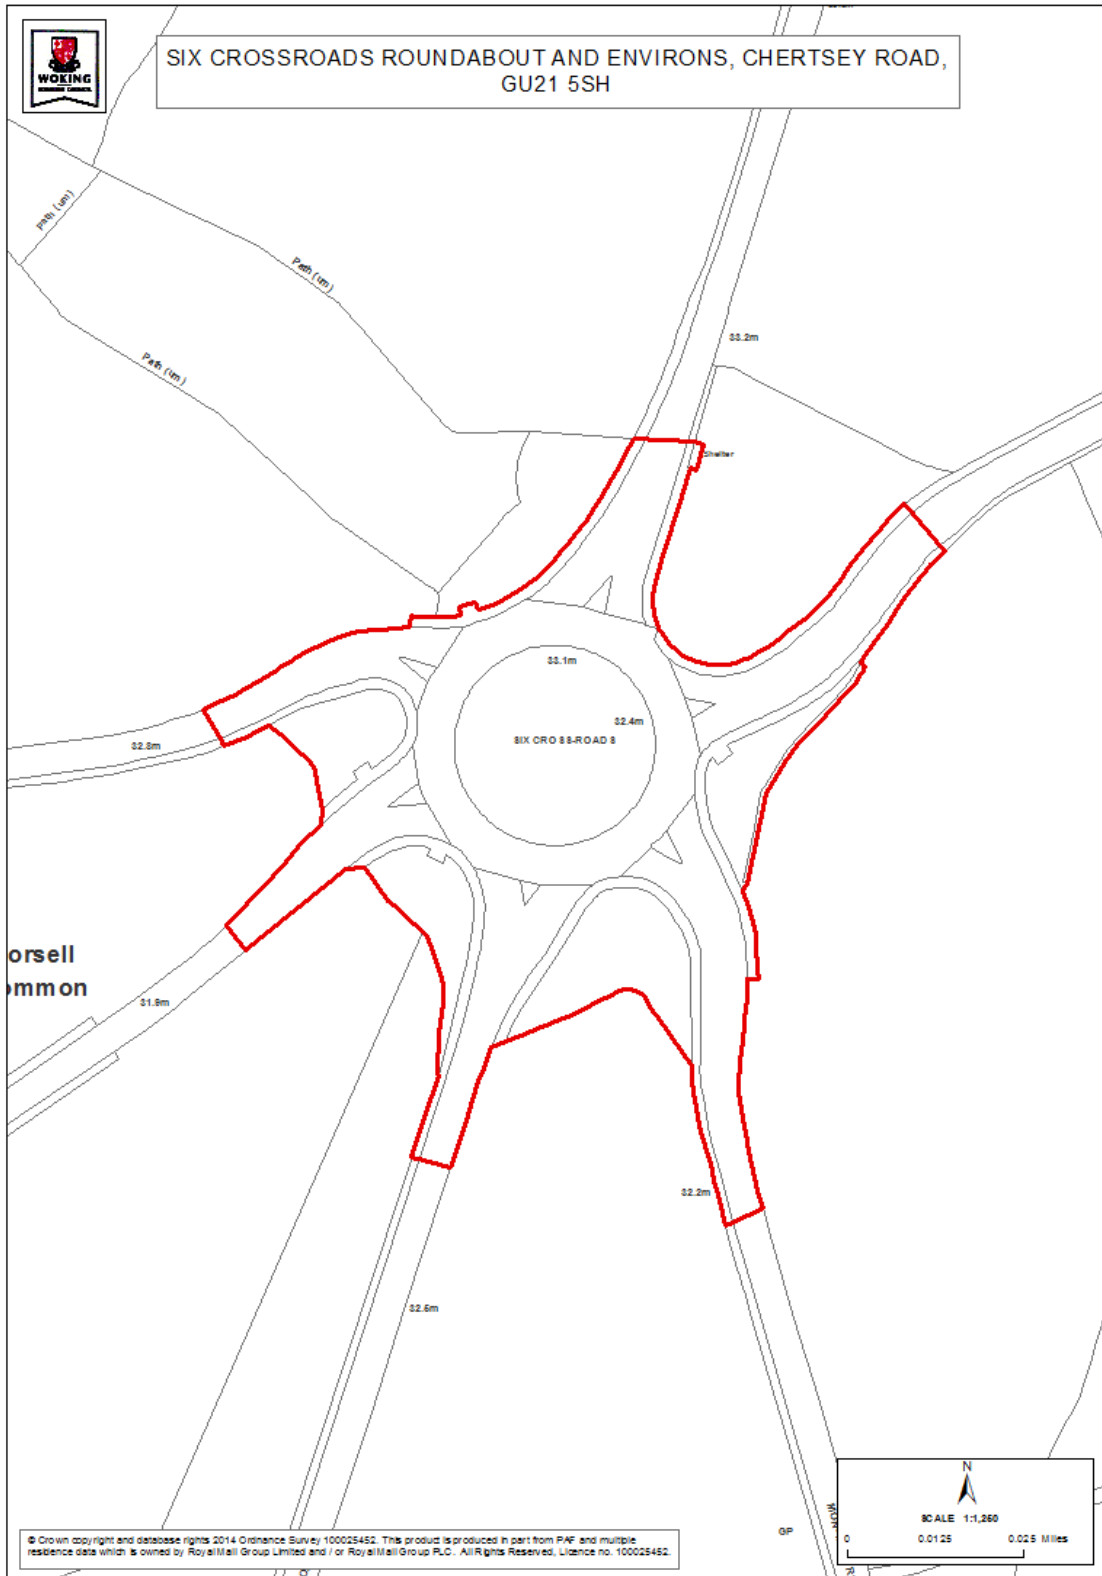 WOKING
BOROUGH COUNCIL
SIX CROSSROADS ROUNDABOUT AND ENVIRONS, CHERTSEY ROAD,
GU21 5SH
Path (um)
Path (um)
Path (um)
33.2m
Shelter
33.1m
32.4m
SIX CROSS-ROADS
32.3m
orsell
ommon
31.9m
32.2m
32.5m
GP
N
SCALE 1:1,250
0 0.0125 0.025 Miles
© Crown copyright and database rights 2014 Ordnance Survey 100025452. This product is produced in part from PAF and multiple
residence data which is owned by Royal Mail Group Limited and / or Royal Mail Group PLC. All Rights Reserved, Licence no. 100025452.